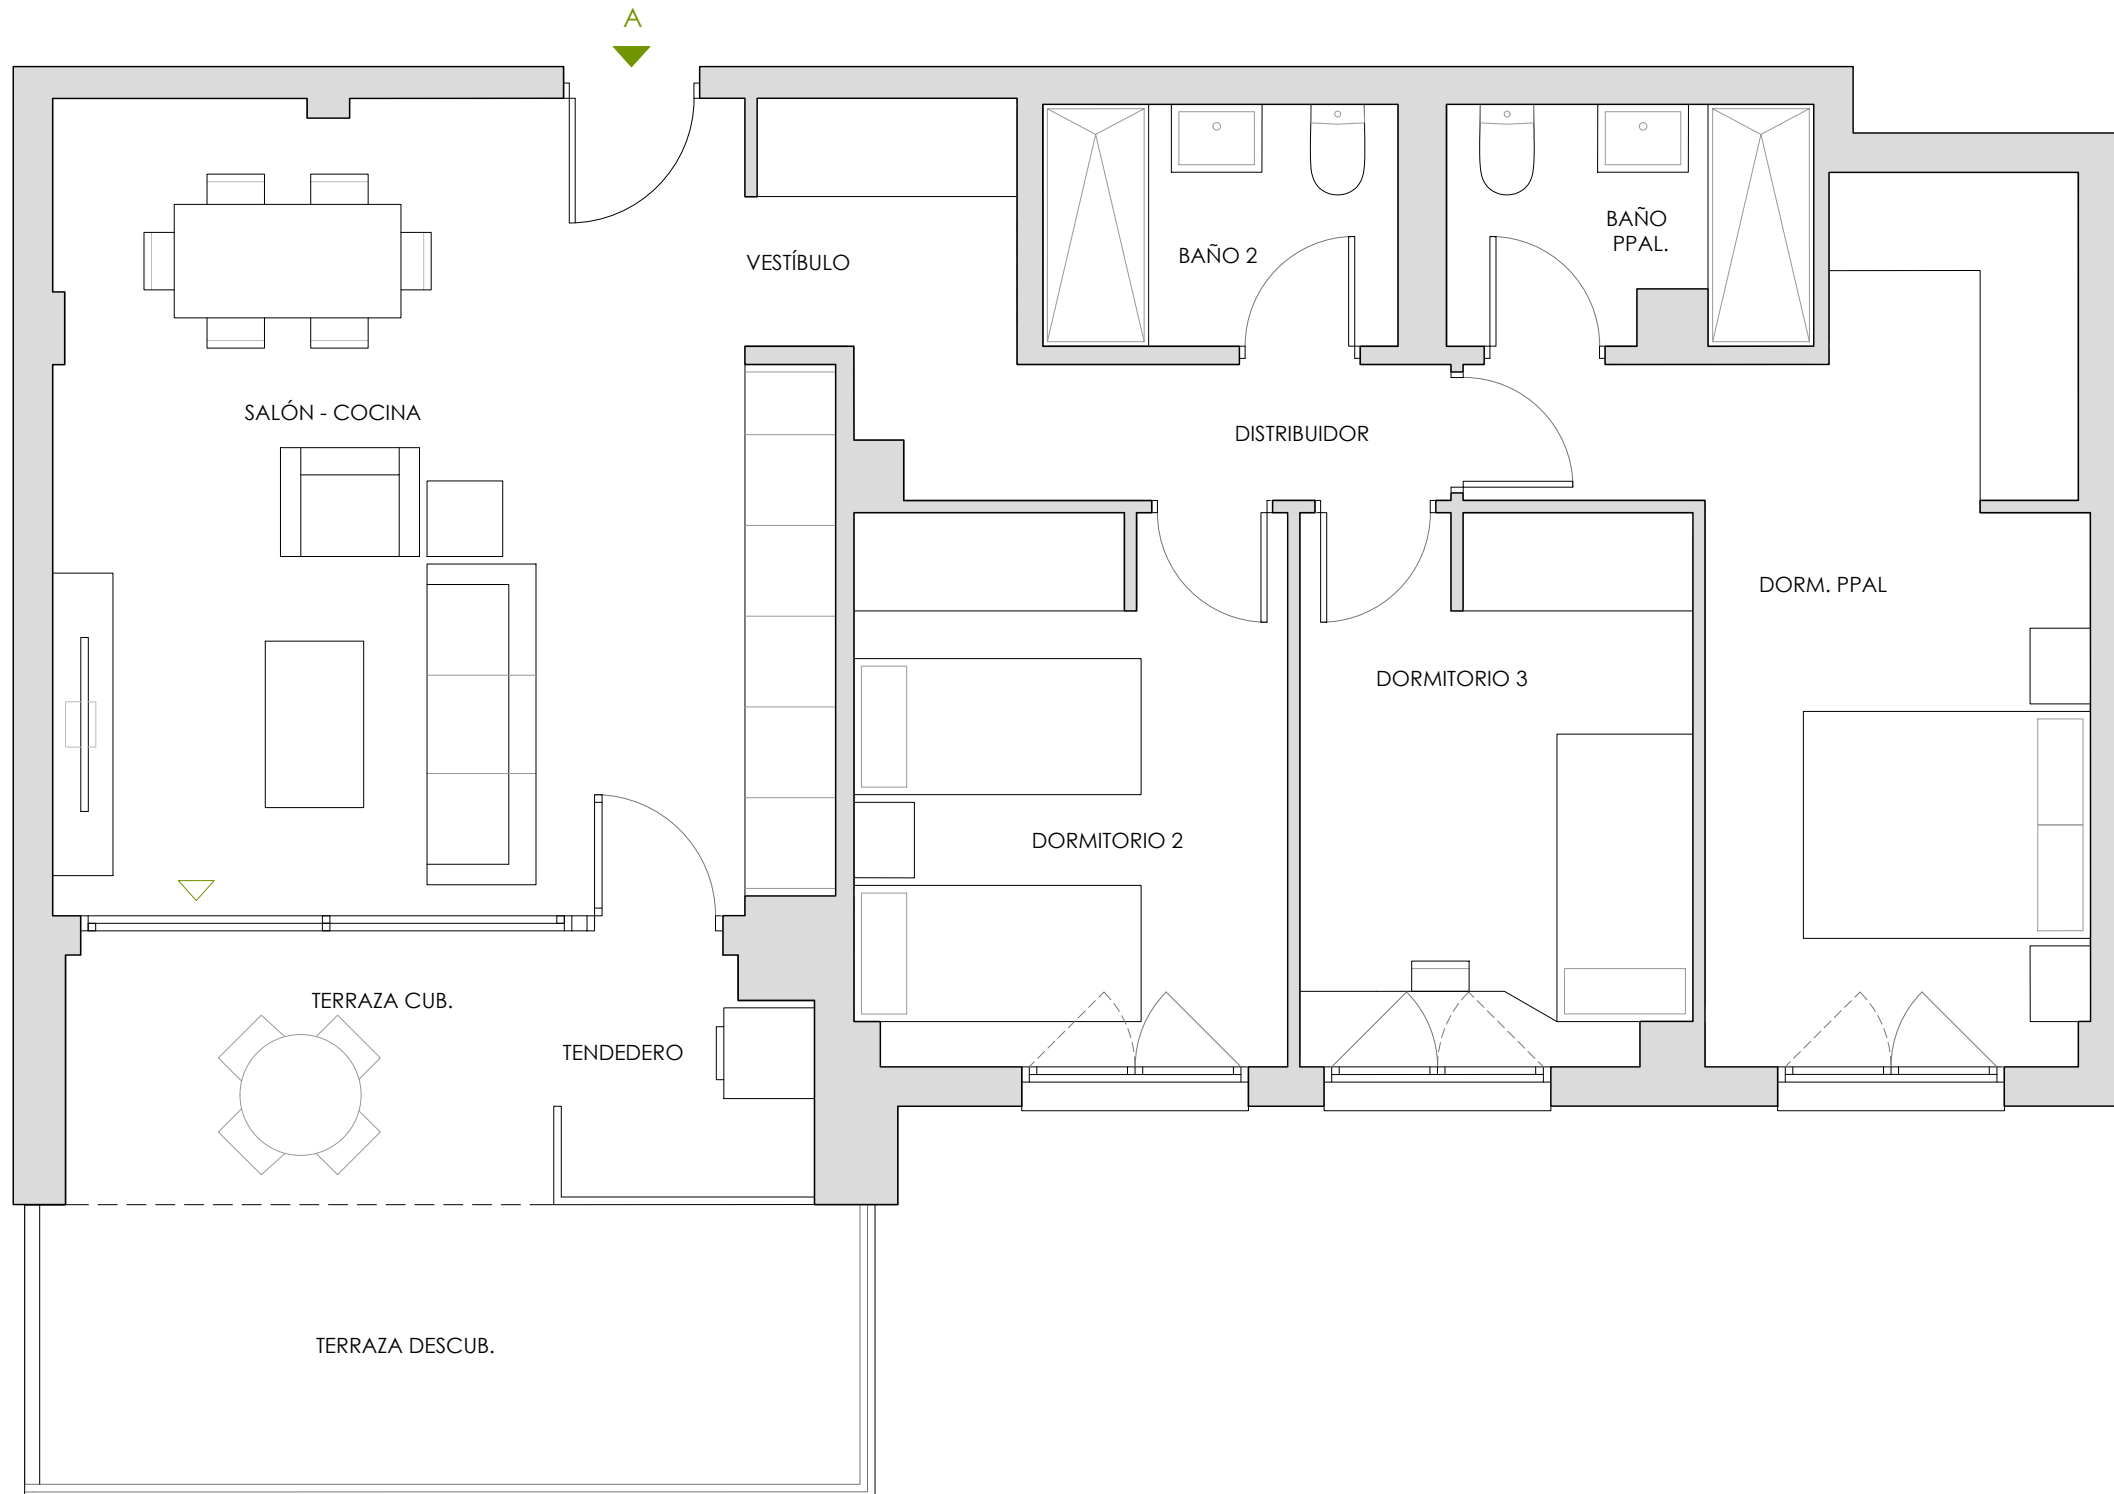 A
BAÑO
PPAL.
BAÑO 2
VESTÍBULO
SALÓN - COCINA
DISTRIBUIDOR
DORM. PPAL
DORMITORIO 3
DORMITORIO 2
TERRAZA CUB.
TENDEDERO
TERRAZA DESCUB.